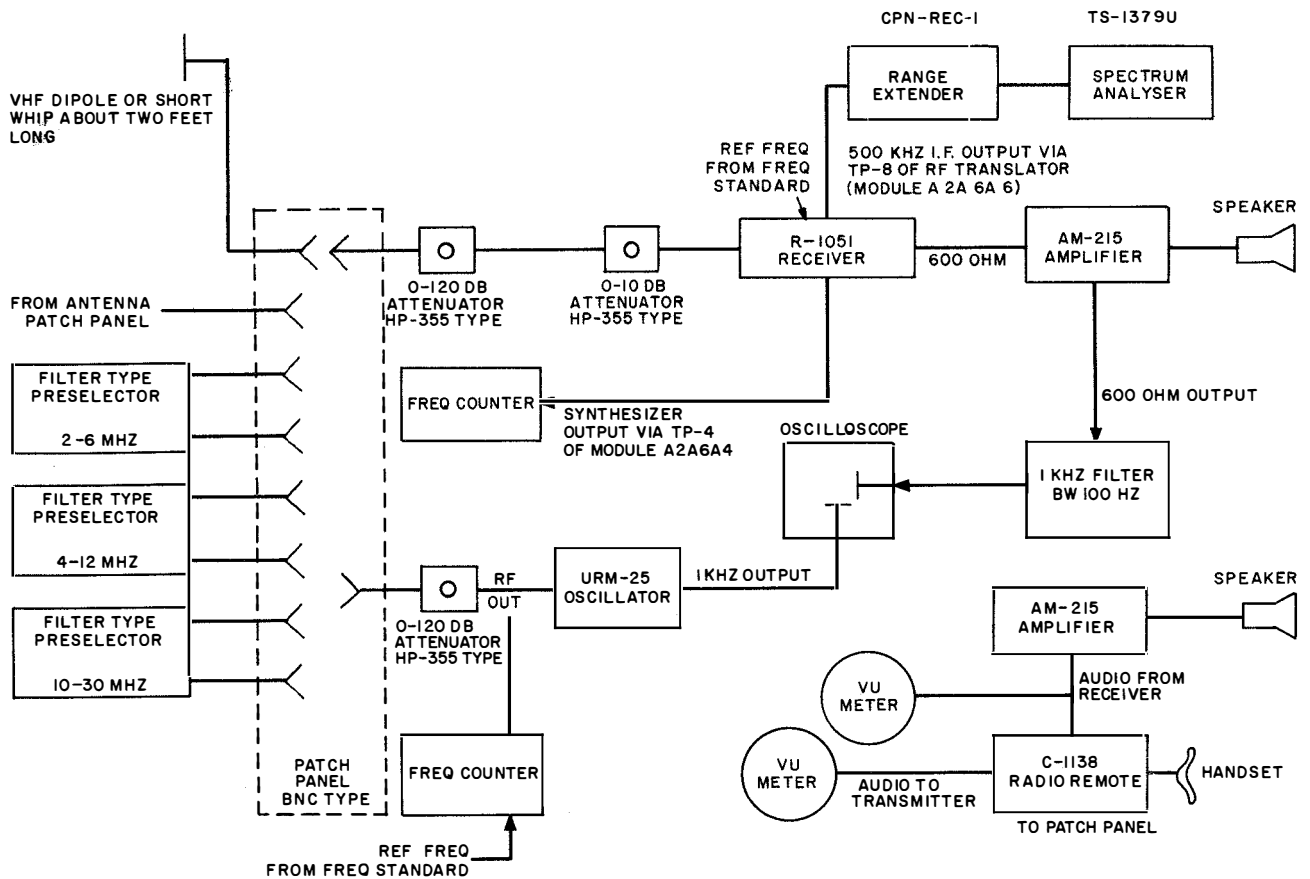 CPN-REC-1
TS-1379U
RANGE
EXTENDER
SPECTRUM
ANALYSER
VHF DIPOLE OR SHORT
WHIP ABOUT TWO FEET
LONG
REF FREQ
FROM FREQ
STANDARD
500 KHZ I.F. OUTPUT VIA
TP-8 OF RF TRANSLATOR
(MODULE A 2A 6A 6)
SPEAKER
R-1051
RECEIVER
600 OHM
AM-215
AMPLIFIER
0-120 DB
ATTENUATOR
HP-355 TYPE
0-10 DB
ATTENUATOR
HP-355 TYPE
FROM ANTENNA
PATCH PANEL
FILTER TYPE
PRESELECTOR
2-6 MHZ
FREQ COUNTER
SYNTHESIZER
OUTPUT VIA TP-4
OF MODULE A2A6A4
600 OHM OUTPUT
OSCILLOSCOPE
1 KHZ FILTER
BW 100 HZ
FILTER TYPE
PRESELECTOR
4-12 MHZ
RF
OUT
URM-25
OSCILLATOR
1 KHZ OUTPUT
0-120 DB
ATTENUATOR
HP-355 TYPE
FILTER TYPE
PRESELECTOR
10-30 MHZ
AM-215
AMPLIFIER
SPEAKER
AUDIO FROM
RECEIVER
VU
METER
VU
METER
AUDIO TO
TRANSMITTER
C-1138
RADIO REMOTE
HANDSET
TO PATCH PANEL
PATCH
PANEL
BNC TYPE
FREQ COUNTER
REF FREQ
FROM FREQ STANDARD